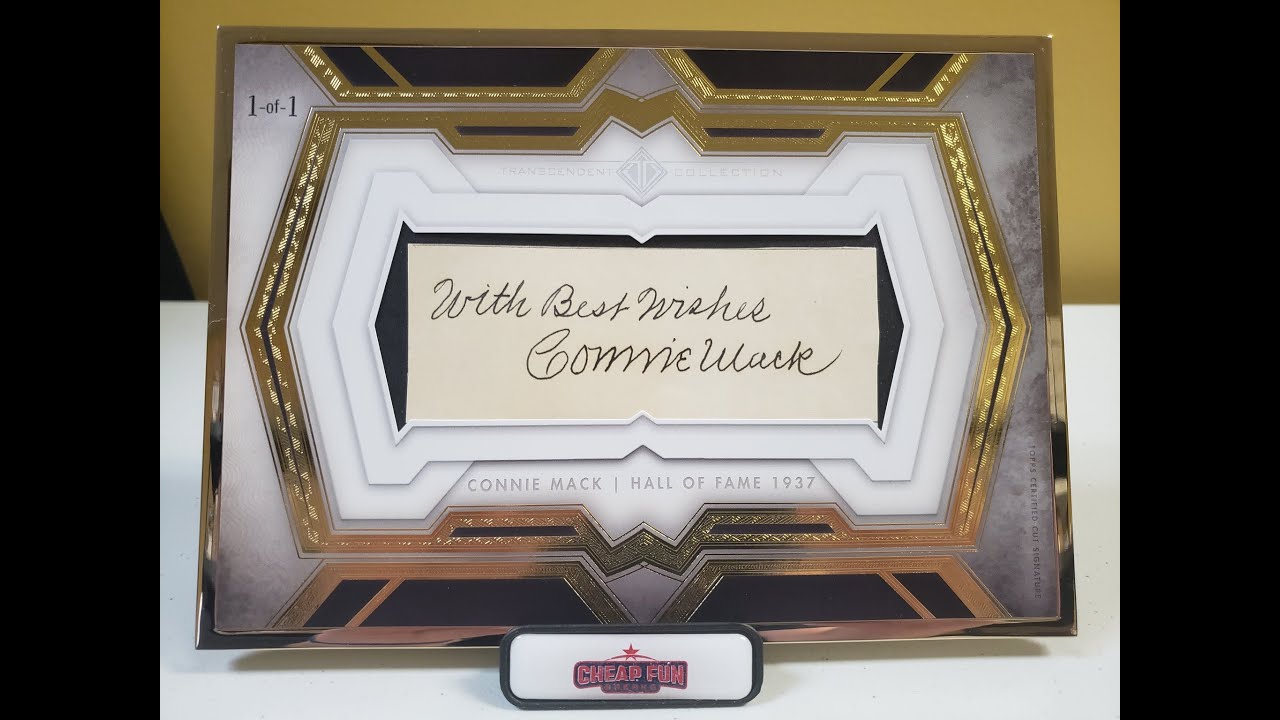 1-of-1
TRANSCENDENT COLLECTION
With Best Wishes
Connie Mack
CONNIE MACK | HALL OF FAME 1937
TOPPS CERTIFIED CUT SIGNATURE
CHEAP FUN
BREAKS